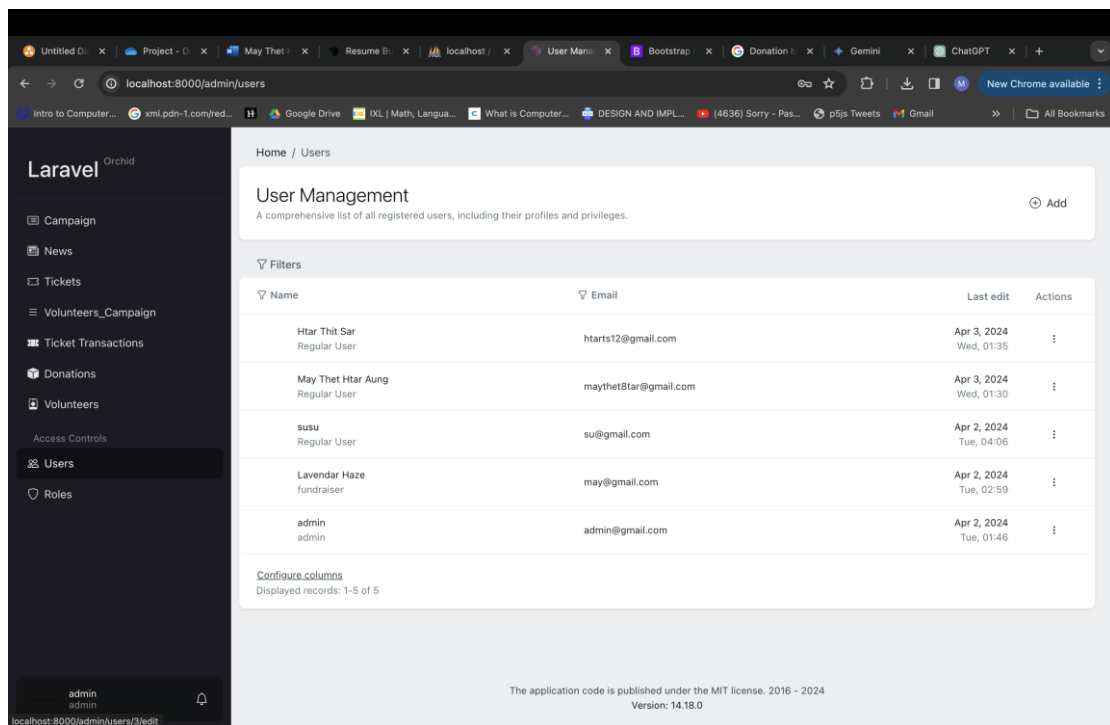 Untitled Di
Project - O
May Thet H
Resume Bu
localhost /
User Mana
Bootstrap
Donation h
Gemini
ChatGPT
localhost:8000/admin/users
New Chrome available
Intro to Computer...
xml.pdn-1.com/red...
Google Drive
IXL | Math, Langua...
What is Computer...
DESIGN AND IMPL...
(4636) Sorry - Pas...
p5js Tweets
Gmail
All Bookmarks
Laravel Orchid
Campaign
News
Tickets
Volunteers_Campaign
Ticket Transactions
Donations
Volunteers
Access Controls
Users
Roles
admin
admin
localhost:8000/admin/users/3/edit
Home / Users
User Management
A comprehensive list of all registered users, including their profiles and privileges.
Add
Filters
Name Email Last edit Actions
Htar Thit Sar
Regular User
htarts12@gmail.com
Apr 3, 2024
Wed, 01:35
May Thet Htar Aung
Regular User
maythet8tar@gmail.com
Apr 3, 2024
Wed, 01:30
susu
Regular User
su@gmail.com
Apr 2, 2024
Tue, 04:06
Lavendar Haze
fundraiser
may@gmail.com
Apr 2, 2024
Tue, 02:59
admin
admin
admin@gmail.com
Apr 2, 2024
Tue, 01:46
Configure columns
Displayed records: 1-5 of 5
The application code is published under the MIT license. 2016 - 2024
Version: 14.18.0